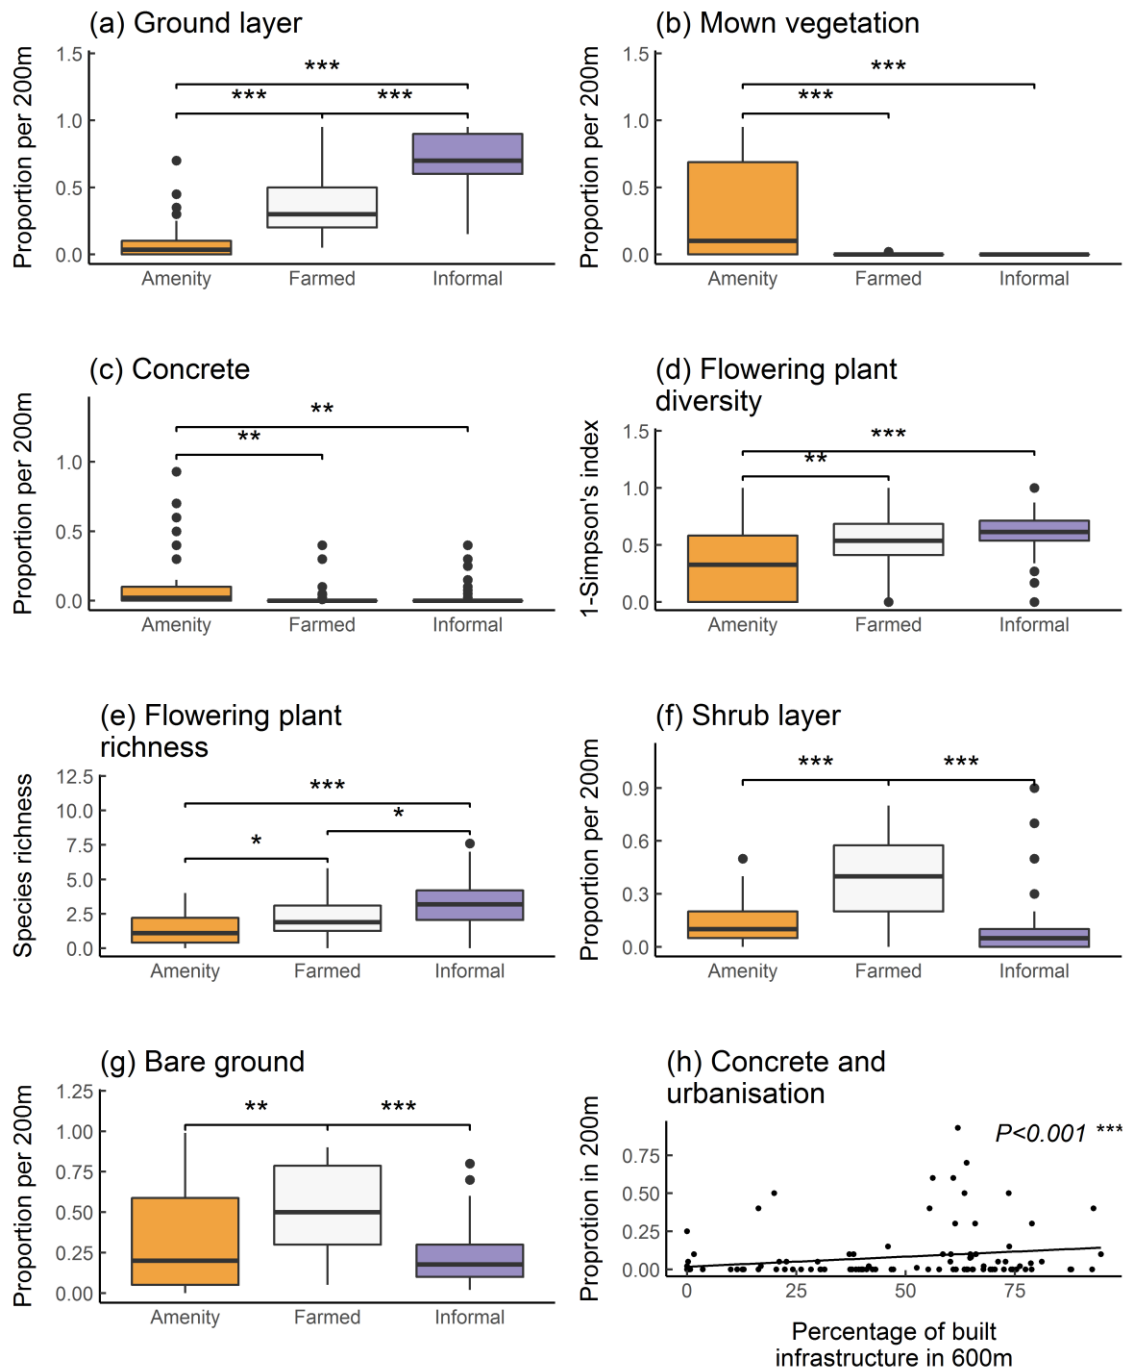 (a) Ground layer
Proportion per 200m
1.5
1.0
0.5
0.0
***
***
***
Amenity
Farmed
Informal
(b) Mown vegetation
Proportion per 200m
1.5
1.0
0.5
0.0
***
***
Amenity
Farmed
Informal
(c) Concrete
Proportion per 200m
1.0
0.5
0.0
**
**
Amenity
Farmed
Informal
(d) Flowering plant
diversity
1-Simpson's index
1.5
1.0
0.5
0.0
***
**
Amenity
Farmed
Informal
(e) Flowering plant
richness
Species richness
12.5
10.0
7.5
5.0
2.5
0.0
***
*
*
Amenity
Farmed
Informal
(f) Shrub layer
Proportion per 200m
0.9
0.6
0.3
0.0
***
***
Amenity
Farmed
Informal
(g) Bare ground
Proportion per 200m
1.25
1.00
0.75
0.50
0.25
0.00
**
***
Amenity
Farmed
Informal
(h) Concrete and
urbanisation
Proprotion in 200m
0.75
0.50
0.25
0.00
P<0.001 ***
0
25
50
75
Percentage of built
infrastructure in 600m